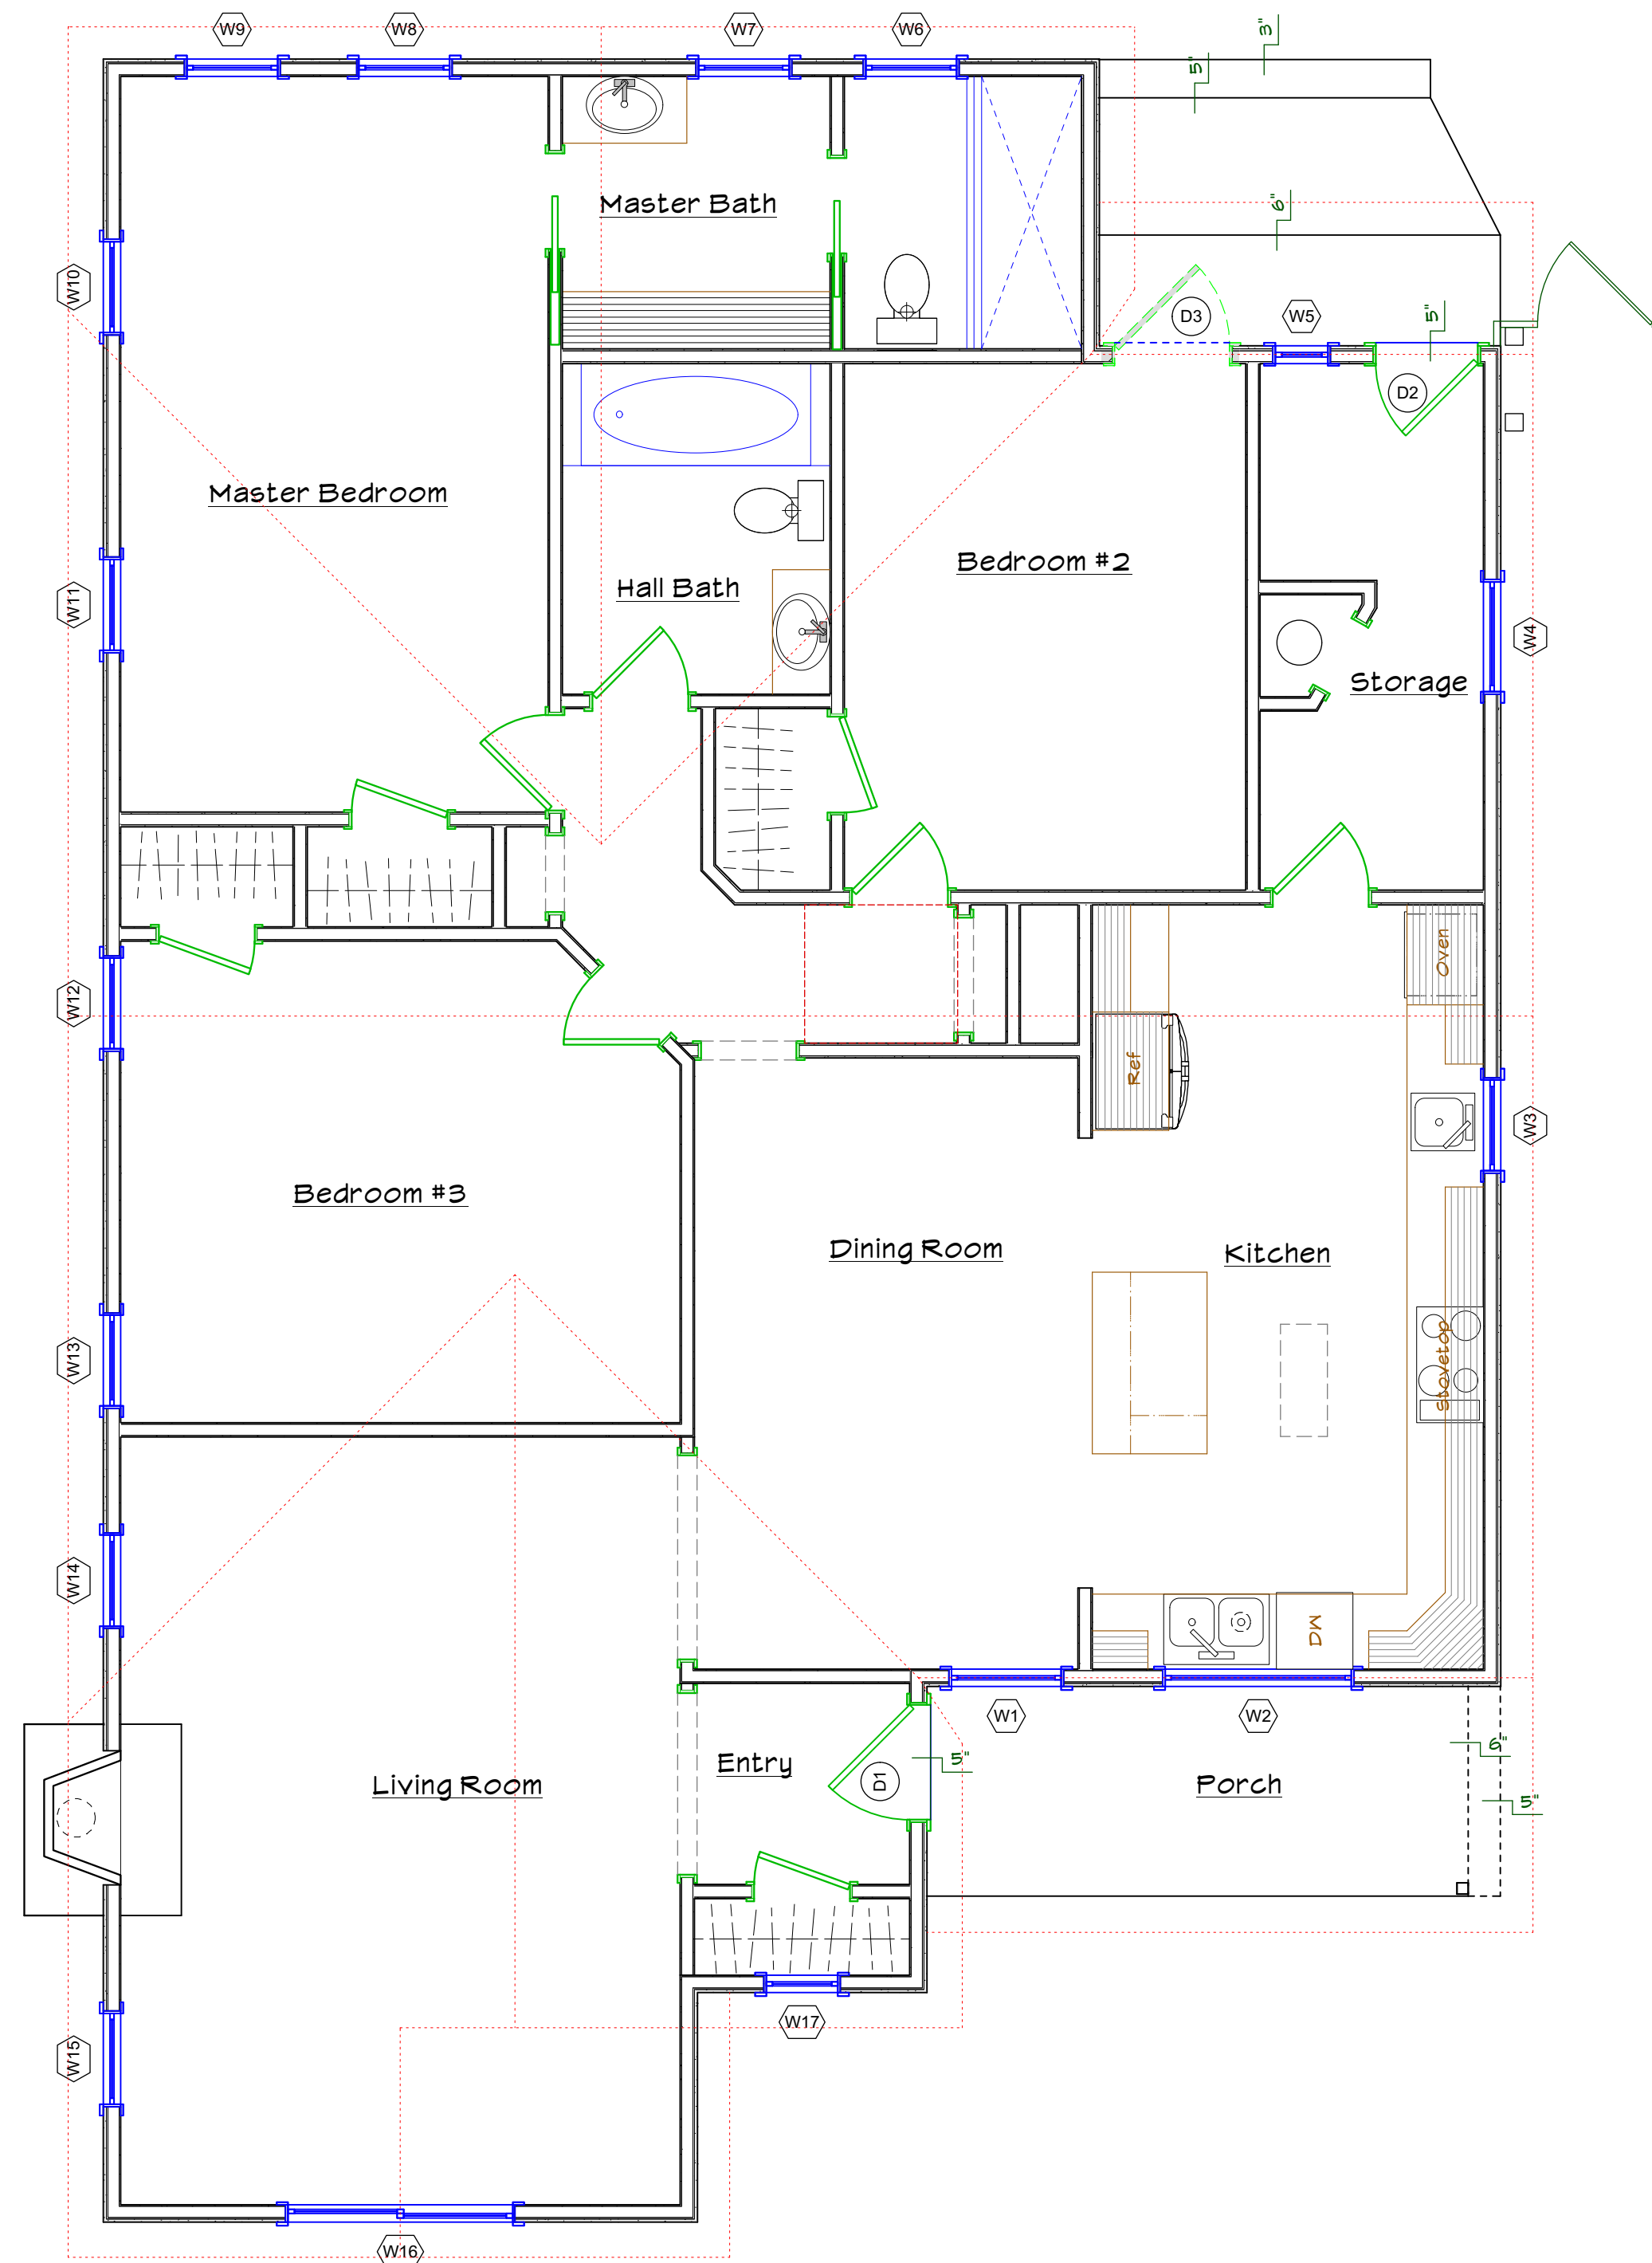 W9
W8
W7
W6
3"
5"
Master Bath
6"
W10
D3
W5
5"
D2
Master Bedroom
Bedroom #2
Hall Bath
W11
W4
Storage
Oven
W12
Ref
W3
Bedroom #3
Dining Room
Kitchen
W13
Stovetop
W14
DW
W1
W2
Entry
5"
D1
6"
Living Room
Porch
5"
W17
W15
W16